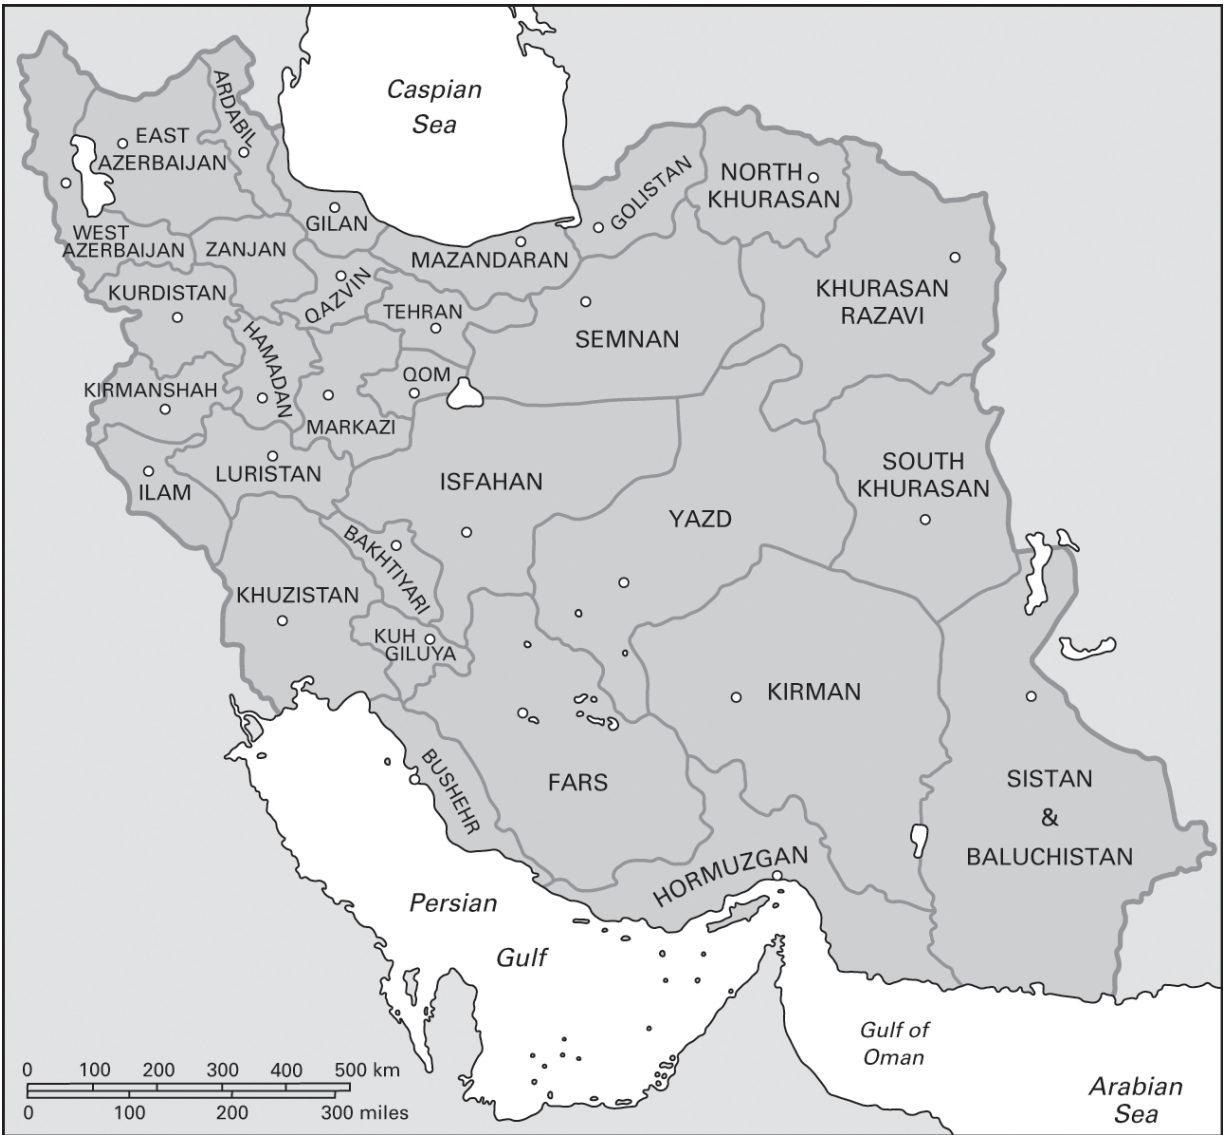 Caspian
Sea
ARDABIL
EAST
AZERBAIJAN
WEST
AZERBAIJAN
ZANJAN
GILAN
MAZANDARAN
GOLISTAN
NORTH
KHURASAN
KURDISTAN
QAZVIN
TEHRAN
SEMNAN
KHURASAN
RAZAVI
HAMADAN
KIRMANSHAH
QOM
MARKAZI
LURISTAN
ILAM
ISFAHAN
YAZD
SOUTH
KHURASAN
BAKHTIYARI
KHUZISTAN
KUH
GILUYA
KIRMAN
BUSHEHR
FARS
SISTAN
&
BALUCHISTAN
HORMUZGAN
Persian
Gulf
Gulf of
Oman
Arabian
Sea
0 100 200 300 400 500 km
0 100 200 300 miles